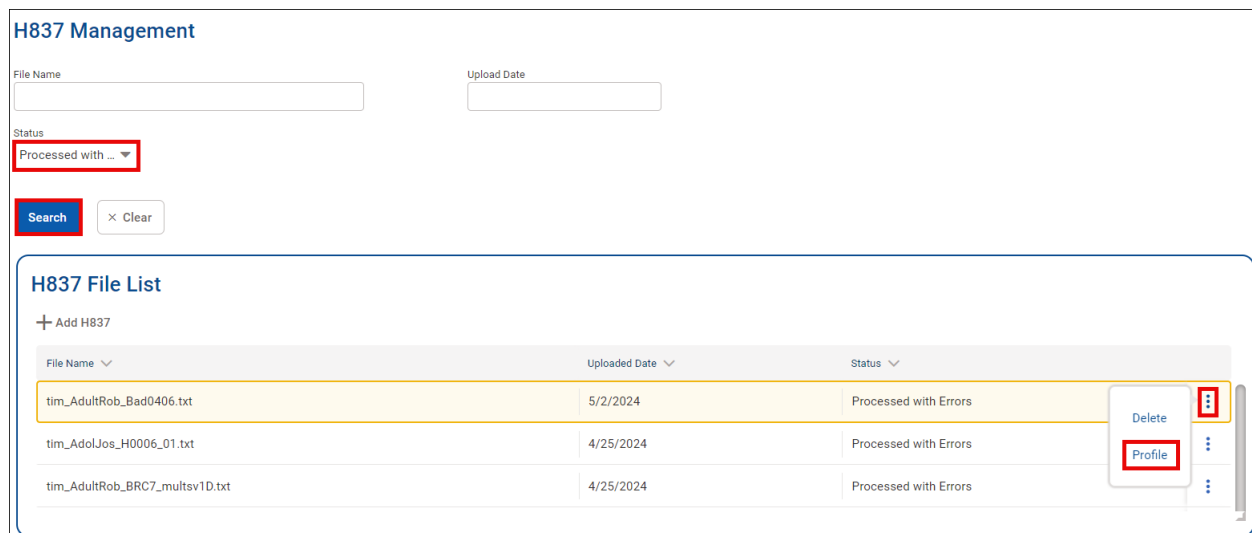 H837 Management
File Name Upload Date
Status
Processed with ...
Search × Clear
H837 File List
+ Add H837
File Name Uploaded Date Status
tim_AdultRob_Bad0406.txt 5/2/2024 Processed with Errors
Delete
tim_AdolJos_H0006_01.txt 4/25/2024 Processed with Errors
Profile
tim_AdultRob_BRC7_multsv1D.txt 4/25/2024 Processed with Errors